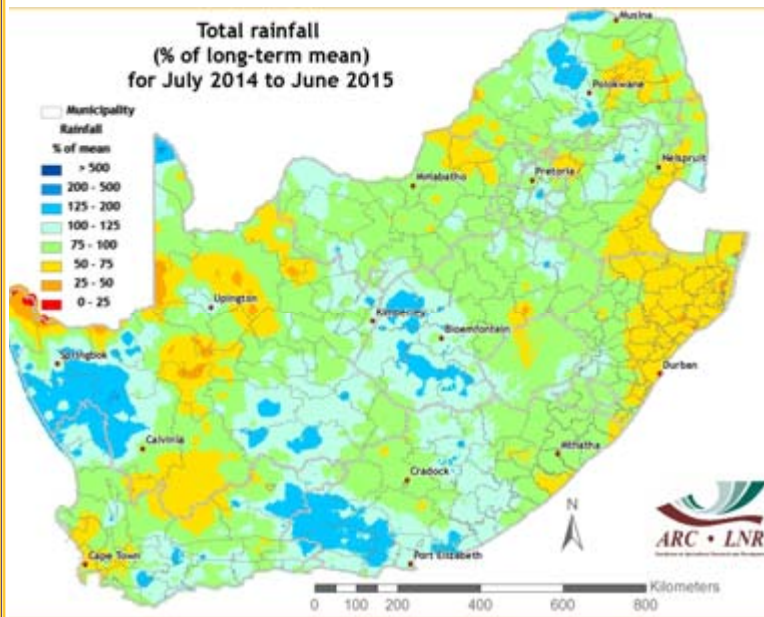 Total rainfall
(% of long-term mean)
for July 2014 to June 2015
Municipality
Rainfall
% of mean
> 500
200 - 500
125 - 200
100 - 125
75 - 100
50 - 75
25 - 50
0 - 25
Musina
Polokwane
Nelspruit
Pretoria
Mmabatho
Upington
Kimberley
Bloemfontein
Springbok
Durban
Calvinia
Mthatha
Cradock
Cape Town
Port Elizabeth
N
ARC • LNR
Kilometers
0 100 200 400 600 800